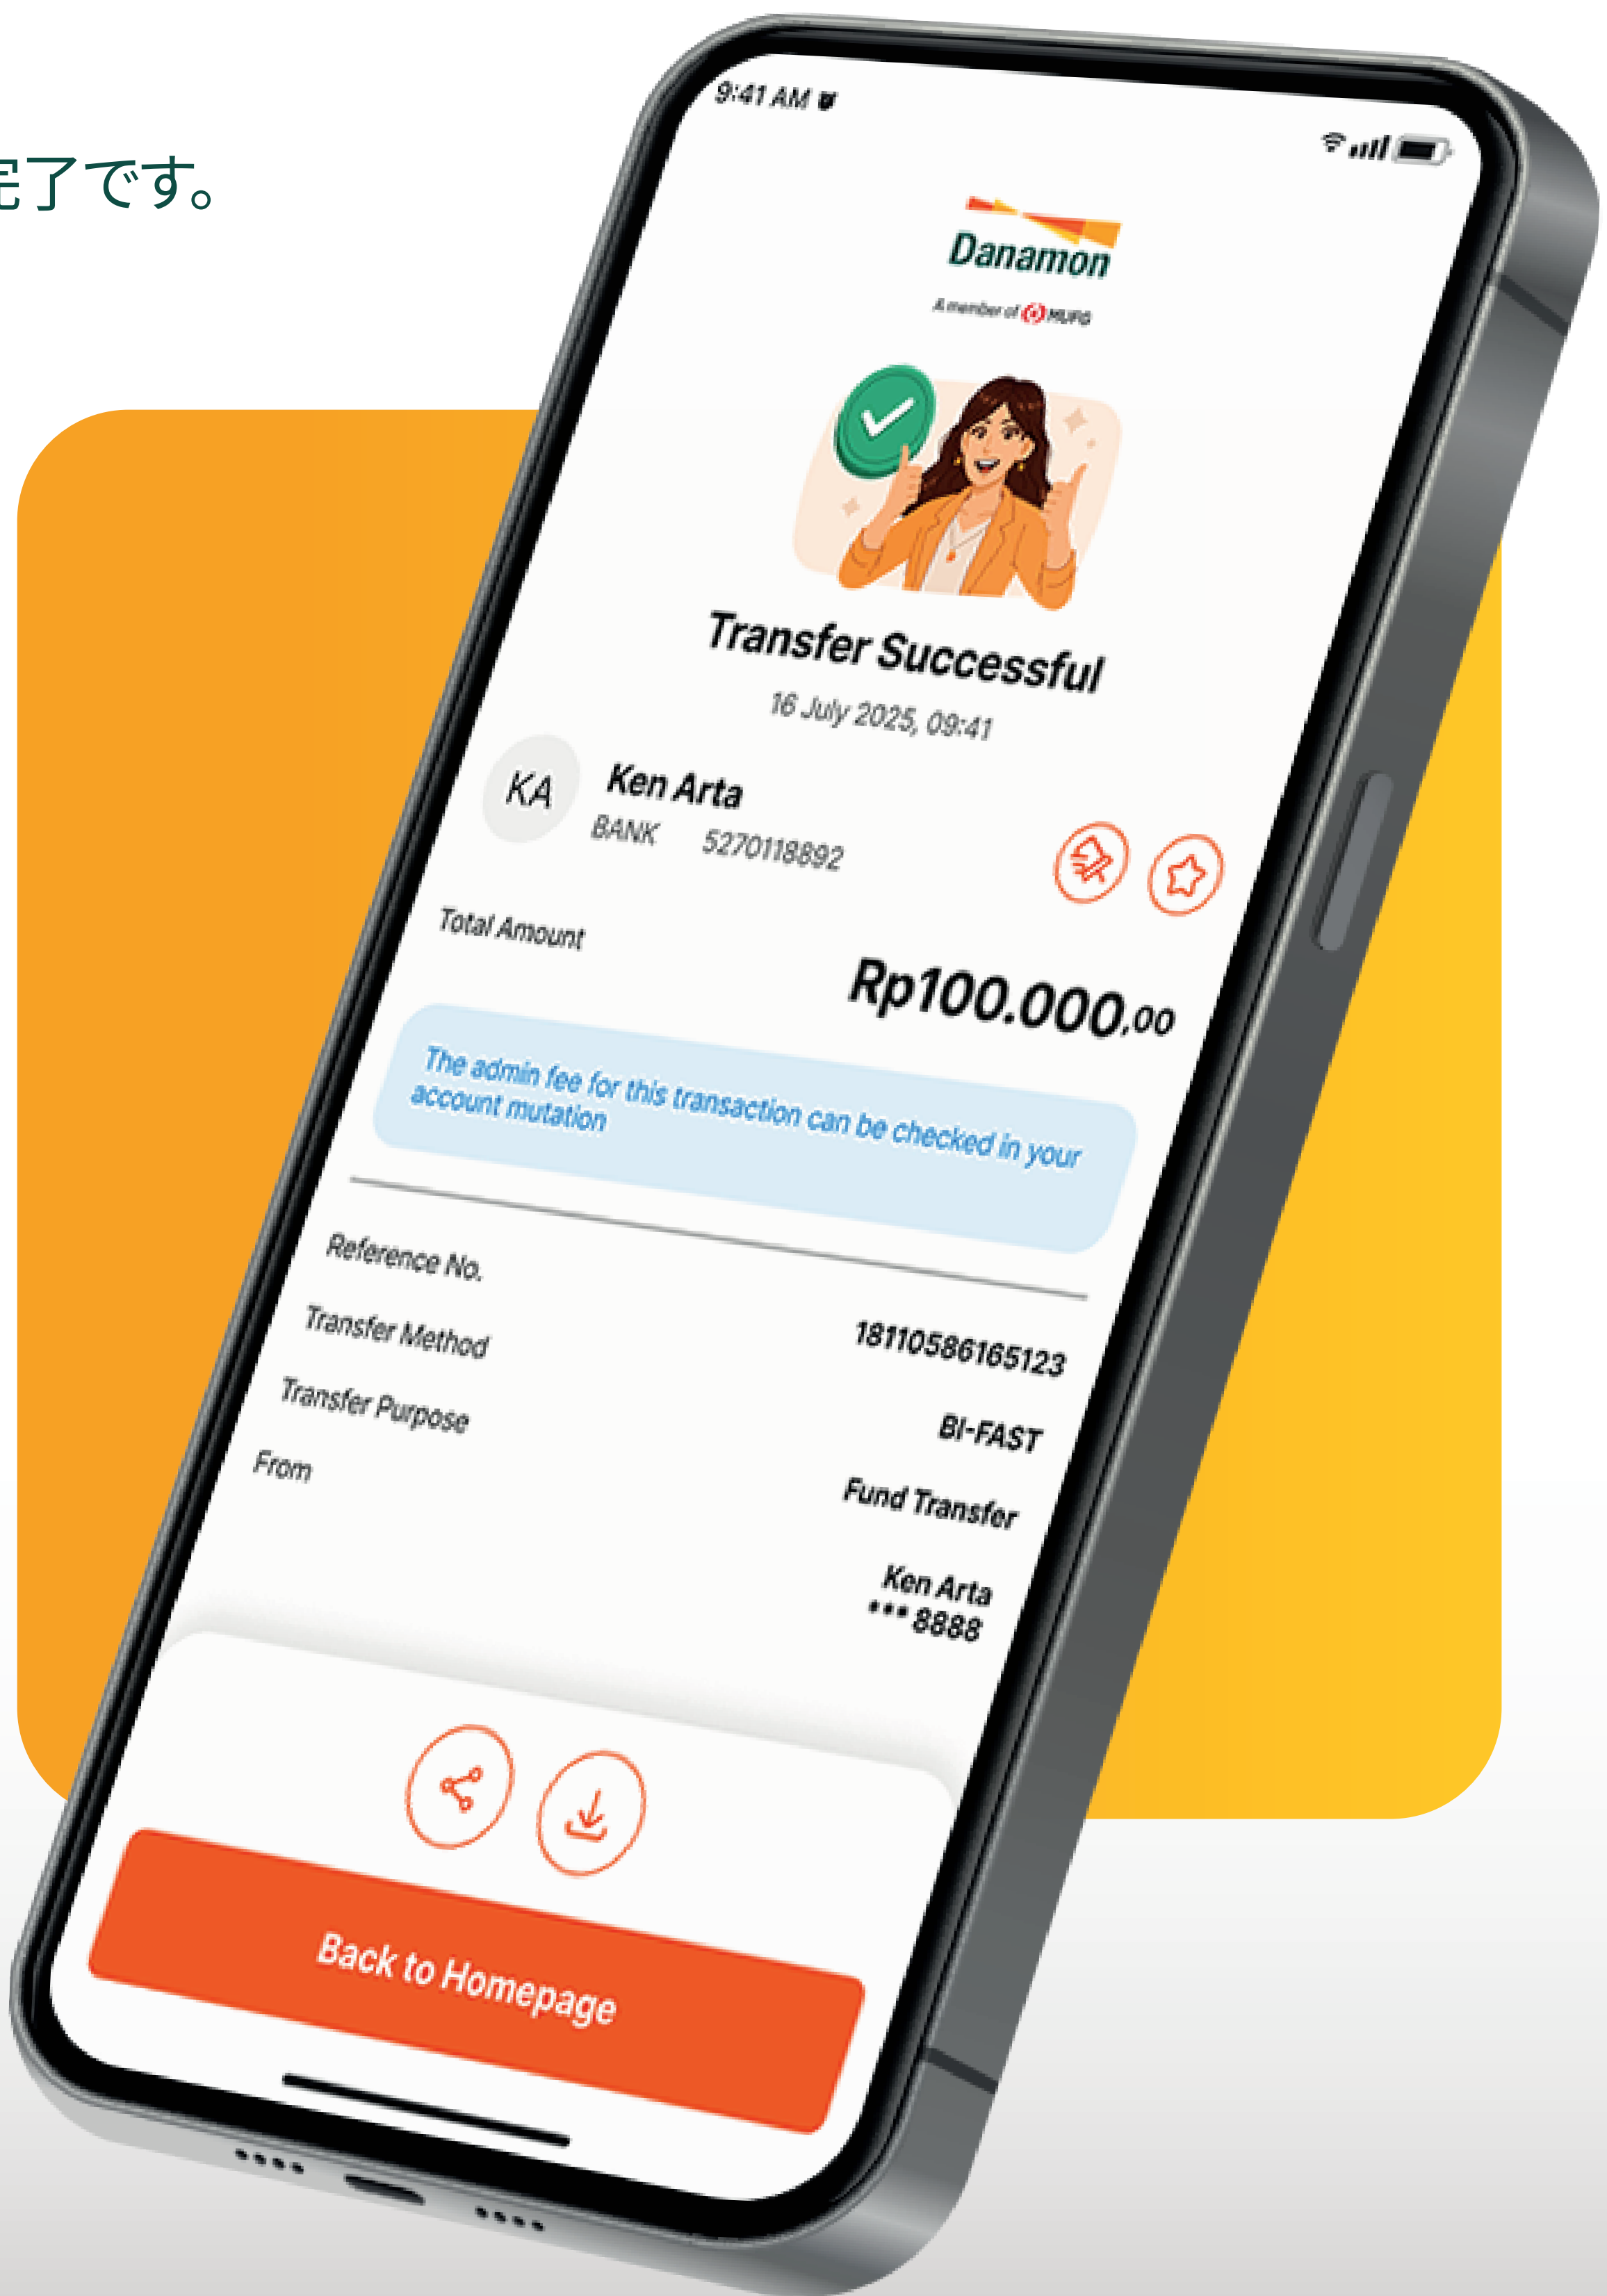 完了です。
9:41 AM
Danamon
A member of MUFG
Transfer Successful
16 July 2025, 09:41
KA
Ken Arta
BANK 5270118892
Total Amount
Rp100.000,00
The admin fee for this transaction can be checked in your
account mutation
Reference No.
18110586165123
Transfer Method
BI-FAST
Transfer Purpose
Fund Transfer
From
Ken Arta
*** 8888
Back to Homepage